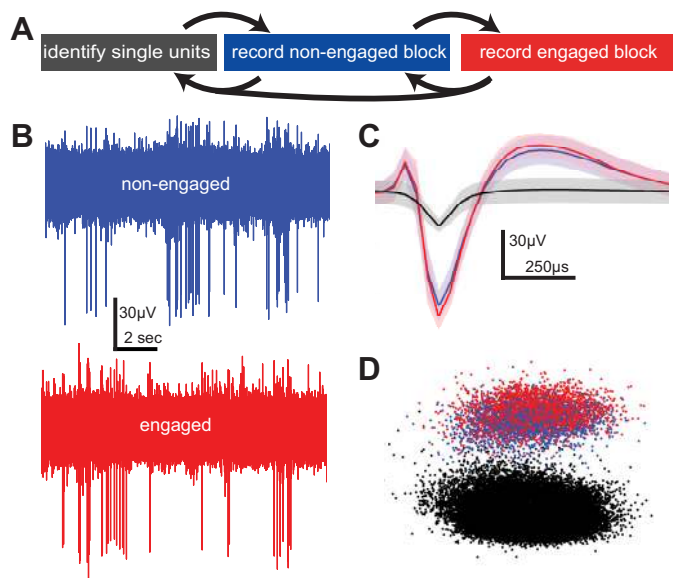 A
identify single units
record non-engaged block
record engaged block
B
non-engaged
30µV
2 sec
engaged
C
30µV
250µs
D